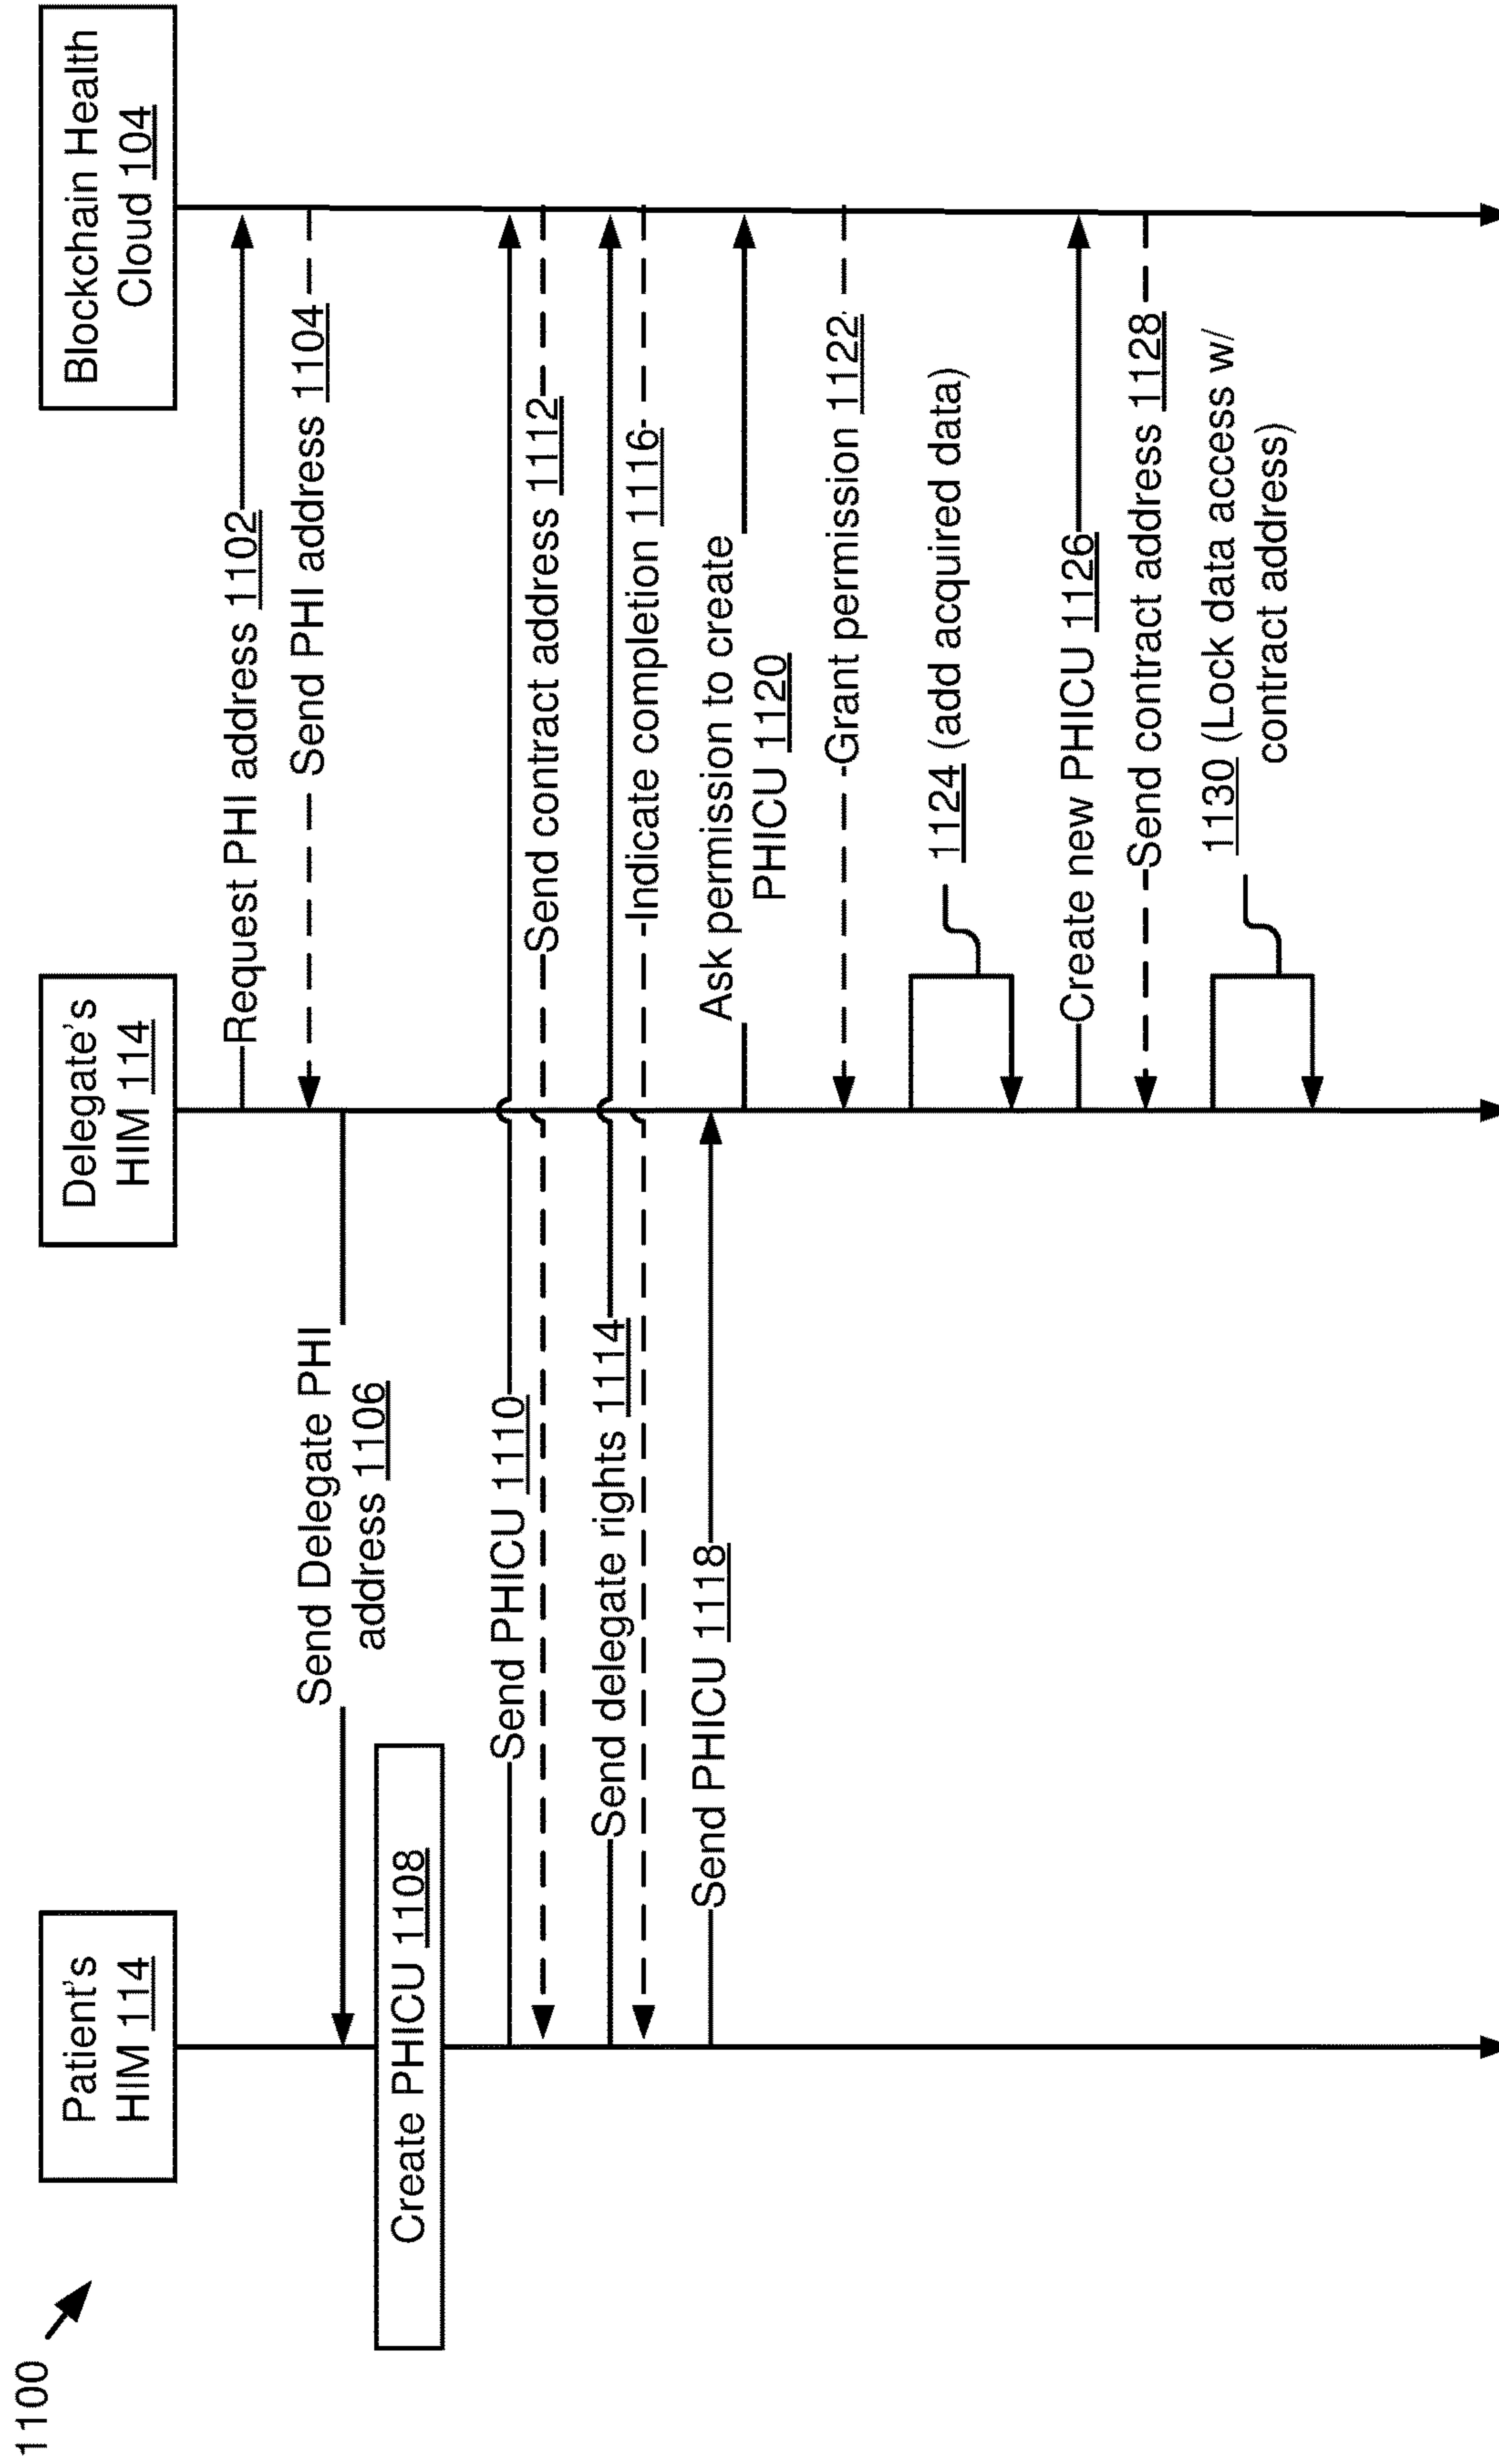 1100
Patient's
HIM 114
Delegate's
HIM 114
Blockchain Health
Cloud 104
Request PHI address 1102
Send PHI address 1104
Send Delegate PHI
address 1106
Create PHICU 1108
Send PHICU 1110
Send contract address 1112
Send delegate rights 1114
Indicate completion 1116
Send PHICU 1118
Ask permission to create
PHICU 1120
Grant permission 1122
1124 (add acquired data)
Create new PHICU 1126
Send contract address 1128
1130 (Lock data access w/
contract address)